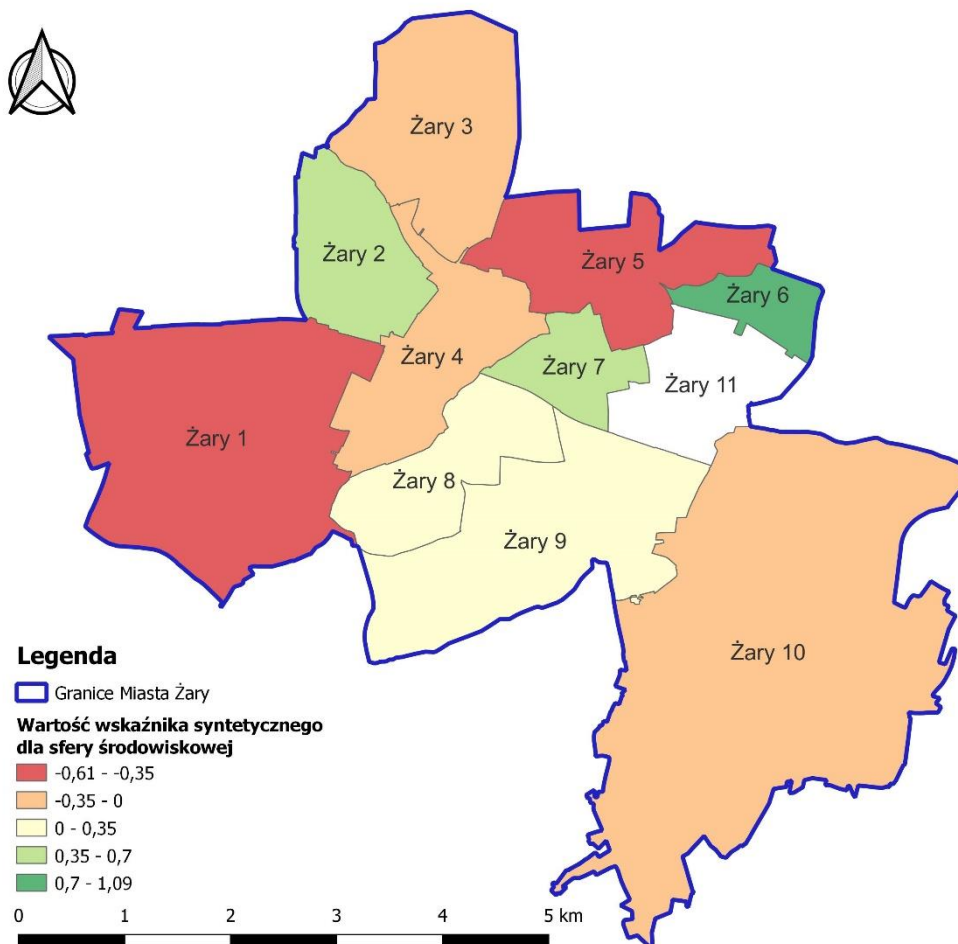 Żary 3
Żary 2
Żary 5
Żary 6
Żary 4
Żary 7
Żary 11
Żary 1
Żary 8
Żary 9
Żary 10
Legenda
Granice Miasta Żary
Wartość wskaźnika syntetycznego
dla sfery środowiskowej
-0,61 - -0,35
-0,35 - 0
0 - 0,35
0,35 - 0,7
0,7 - 1,09
0 1 2 3 4 5 km